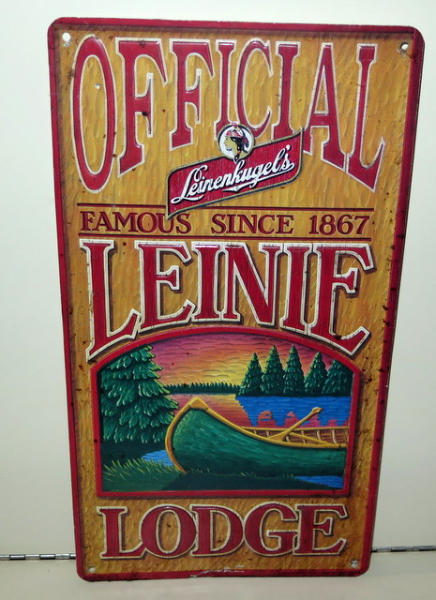 OFFICIAL
Leinenkugel's
FAMOUS SINCE 1867
LEINIE
LODGE